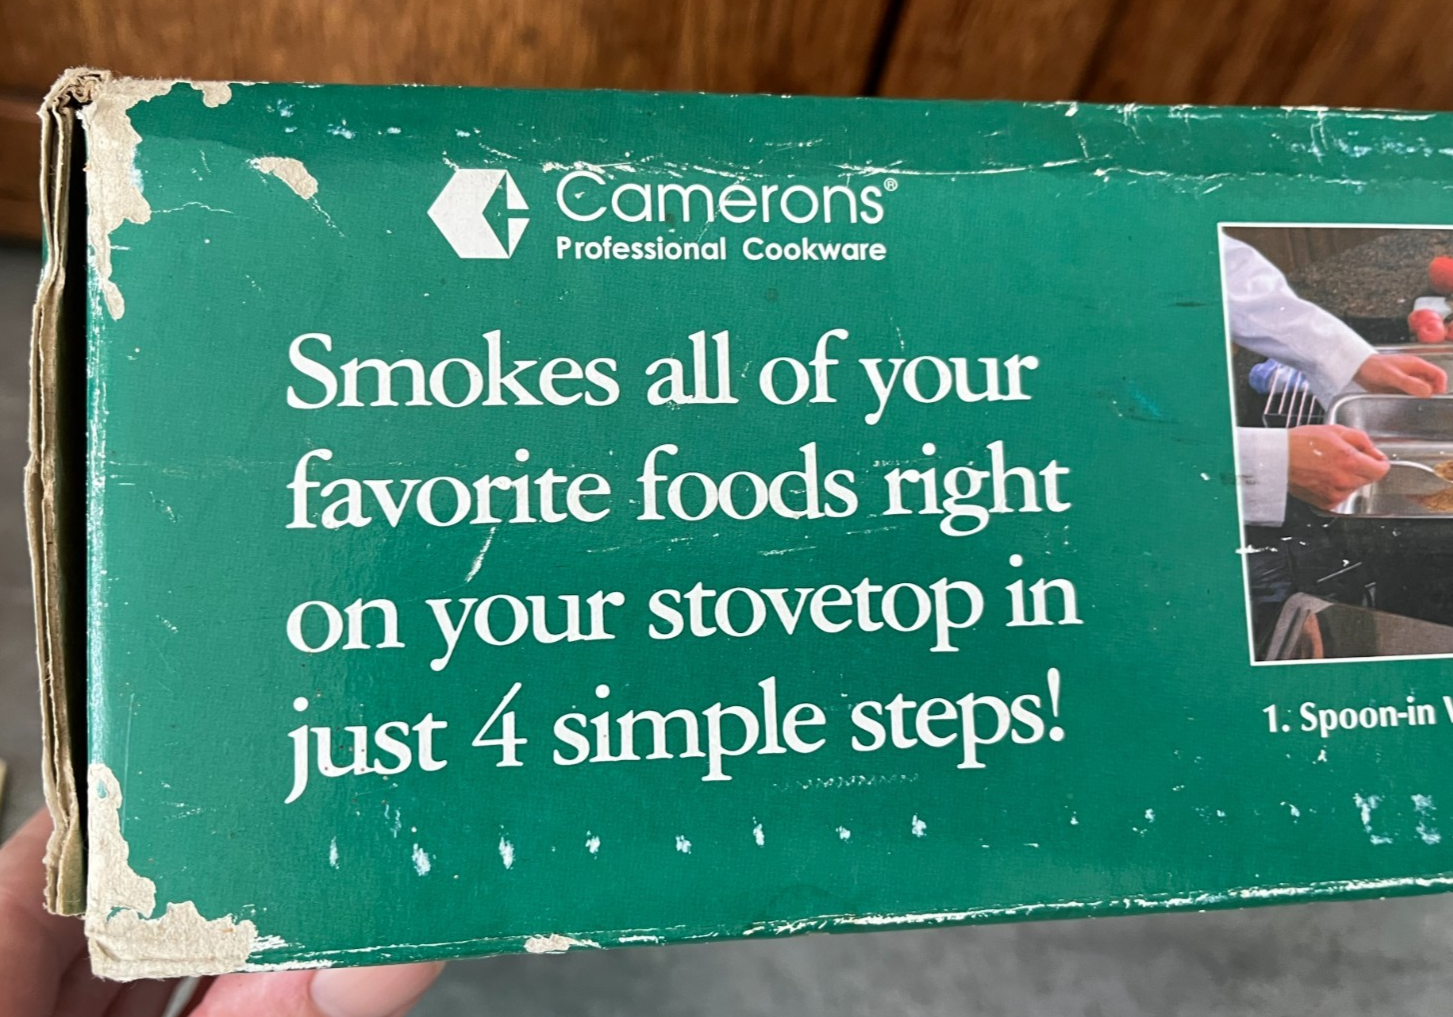 Camerons®
Professional Cookware
Smokes all of your
favorite foods right
on your stovetop in
just 4 simple steps!
1. Spoon-in